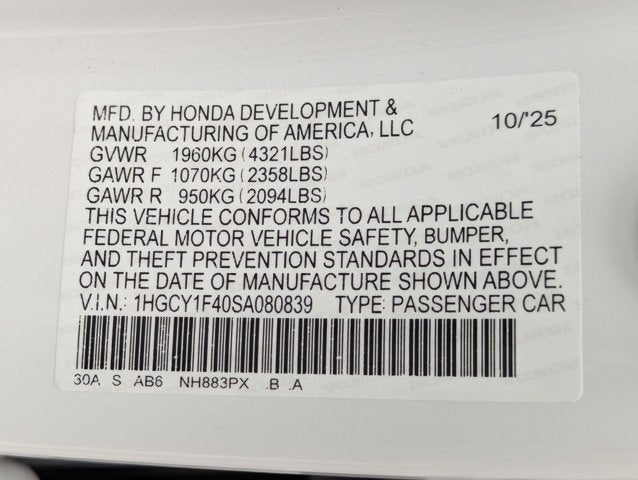 MFD. BY HONDA DEVELOPMENT &
MANUFACTURING OF AMERICA, LLC 10/'25
GVWR 1960KG (4321LBS)
GAWR F 1070KG (2358LBS)
GAWR R 950KG (2094LBS)
THIS VEHICLE CONFORMS TO ALL APPLICABLE
FEDERAL MOTOR VEHICLE SAFETY, BUMPER,
AND THEFT PREVENTION STANDARDS IN EFFECT
ON THE DATE OF MANUFACTURE SHOWN ABOVE.
V.I.N.: 1HGCY1F40SA080839 TYPE: PASSENGER CAR
30A S AB6 NH883PX .B .A